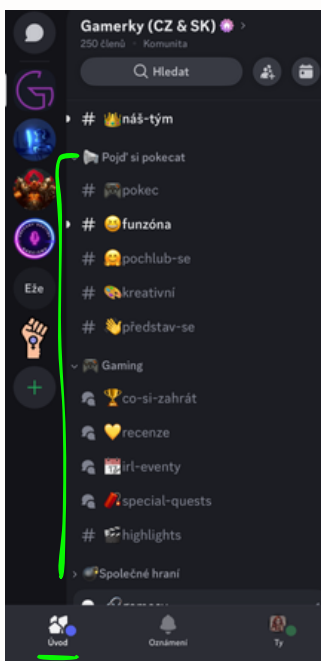 Gamerky (CZ & SK)
250 členů · Komunita
Hledat
# náš-tým
Pojď si pokecat
# pokec
# funzóna
# pochlub-se
# kreativní
# představ-se
Eže
Gaming
co-si-zahrát
recenze
irl-eventy
special-quests
# highlights
Společné hraní
Úvod
Oznámení
Ty